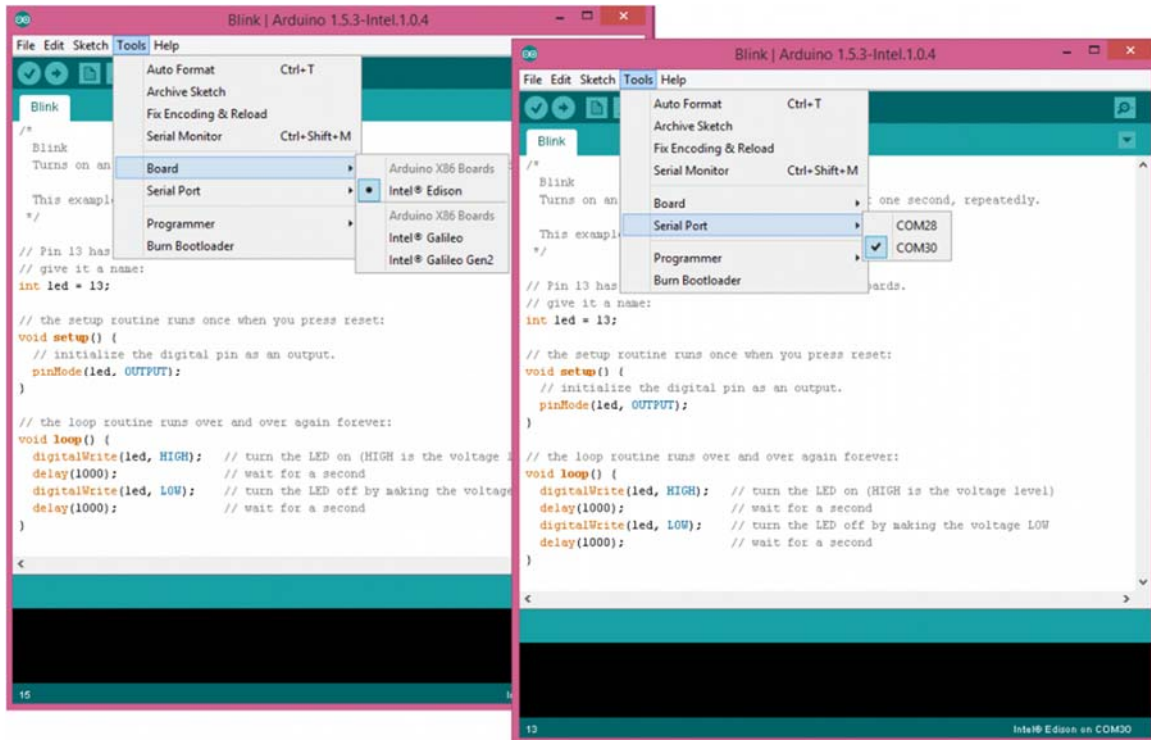 Blink | Arduino 1.5.3-Intel.1.0.4
File Edit Sketch Tools Help
Auto Format Ctrl+T
Archive Sketch
Fix Encoding & Reload
Serial Monitor Ctrl+Shift+M
Board
Serial Port
Programmer
Burn Bootloader
Arduino X86 Boards
Intel® Edison
Arduino X86 Boards
Intel® Galileo
Intel® Galileo Gen2
Blink
/*
Blink
Turns on an
This exampl
*/
// Pin 13 has
// give it a name:
int led = 13;
// the setup routine runs once when you press reset:
void setup() {
// initialize the digital pin as an output.
pinMode(led, OUTPUT);
}
// the loop routine runs over and over again forever:
void loop() {
digitalWrite(led, HIGH); // turn the LED on (HIGH is the voltage
delay(1000); // wait for a second
digitalWrite(led, LOW); // turn the LED off by making the voltage
delay(1000); // wait for a second
}
15
Blink | Arduino 1.5.3-Intel.1.0.4
File Edit Sketch Tools Help
Auto Format Ctrl+T
Archive Sketch
Fix Encoding & Reload
Serial Monitor Ctrl+Shift+M
Board
Serial Port
Programmer
Burn Bootloader
COM28
COM30
Blink
/*
Blink
Turns on an one second, repeatedly.
This exampl
*/
// Pin 13 has ards.
// give it a name:
int led = 13;
// the setup routine runs once when you press reset:
void setup() {
// initialize the digital pin as an output.
pinMode(led, OUTPUT);
}
// the loop routine runs over and over again forever:
void loop() {
digitalWrite(led, HIGH); // turn the LED on (HIGH is the voltage level)
delay(1000); // wait for a second
digitalWrite(led, LOW); // turn the LED off by making the voltage LOW
delay(1000); // wait for a second
}
13
Intel® Edison on COM30